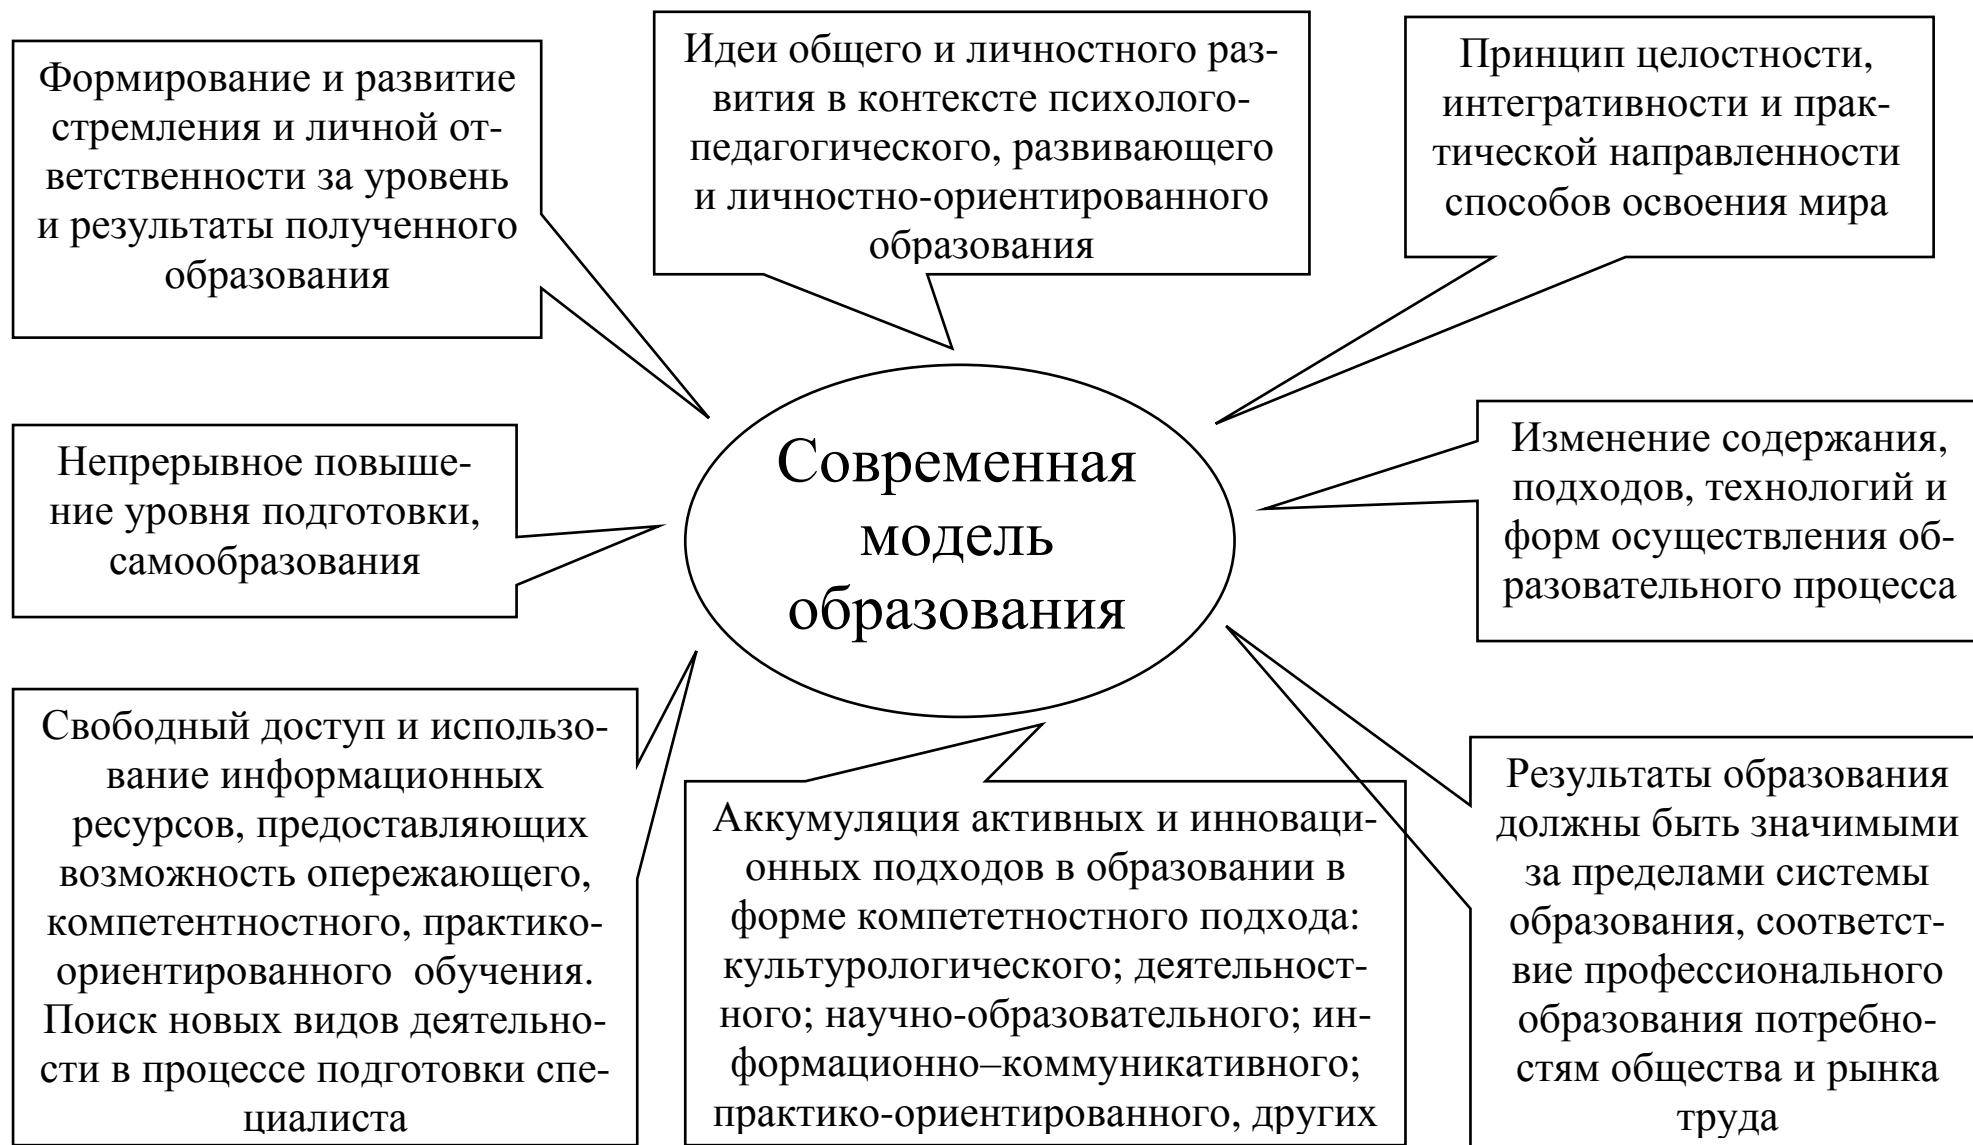 Формирование и развитие
стремления и личной от-
ветственности за уровень
и результаты полученного
образования
Идеи общего и личностного раз-
вития в контексте психолого-
педагогического, развивающего
и личностно-ориентированного
образования
Принцип целостности,
интегративности и прак-
тической направленности
способов освоения мира
Непрерывное повыше-
ние уровня подготовки,
самообразования
Современная
модель
образования
Изменение содержания,
подходов, технологий и
форм осуществления об-
разовательного процесса
Свободный доступ и использо-
вание информационных
ресурсов, предоставляющих
возможность опережающего,
компетентностного, практико-
ориентированного обучения.
Поиск новых видов деятельно-
сти в процессе подготовки спе-
циалиста
Аккумуляция активных и инноваци-
онных подходов в образовании в
форме компететностного подхода:
культурологического; деятельност-
ного; научно-образовательного; ин-
формационно–коммуникативного;
практико-ориентированного, других
Результаты образования
должны быть значимыми
за пределами системы
образования, соответст-
вие профессионального
образования потребно-
стям общества и рынка
труда